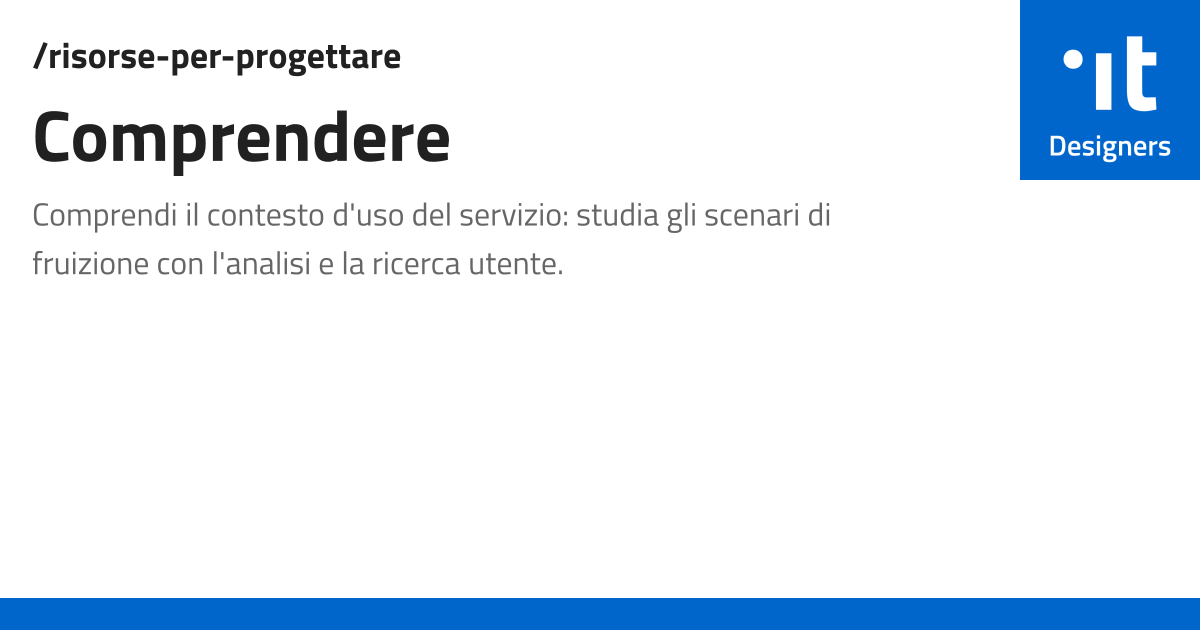 /risorse-per-progettare
Comprendere
Comprendi il contesto d'uso del servizio: studia gli scenari di
fruizione con l'analisi e la ricerca utente.
it
Designers